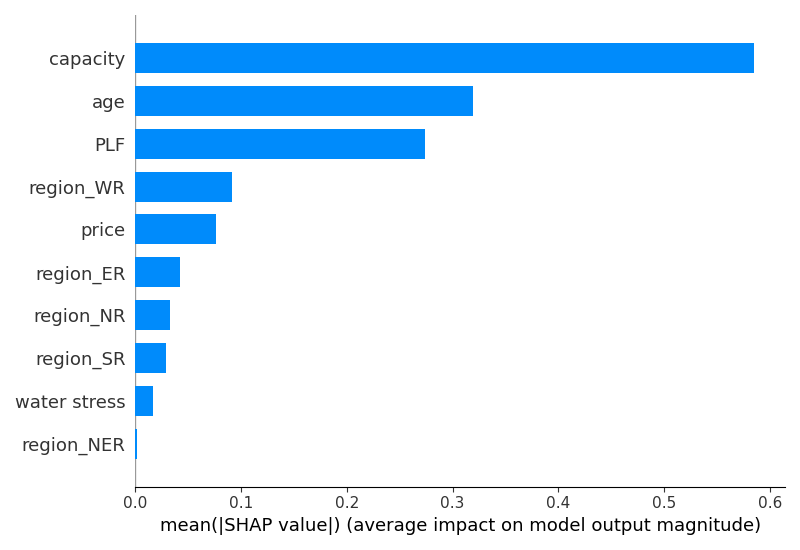 capacity
age
PLF
region_WR
price
region_ER
region_NR
region_SR
water stress
region_NER
0.0 0.1 0.2 0.3 0.4 0.5 0.6
mean(|SHAP value|) (average impact on model output magnitude)